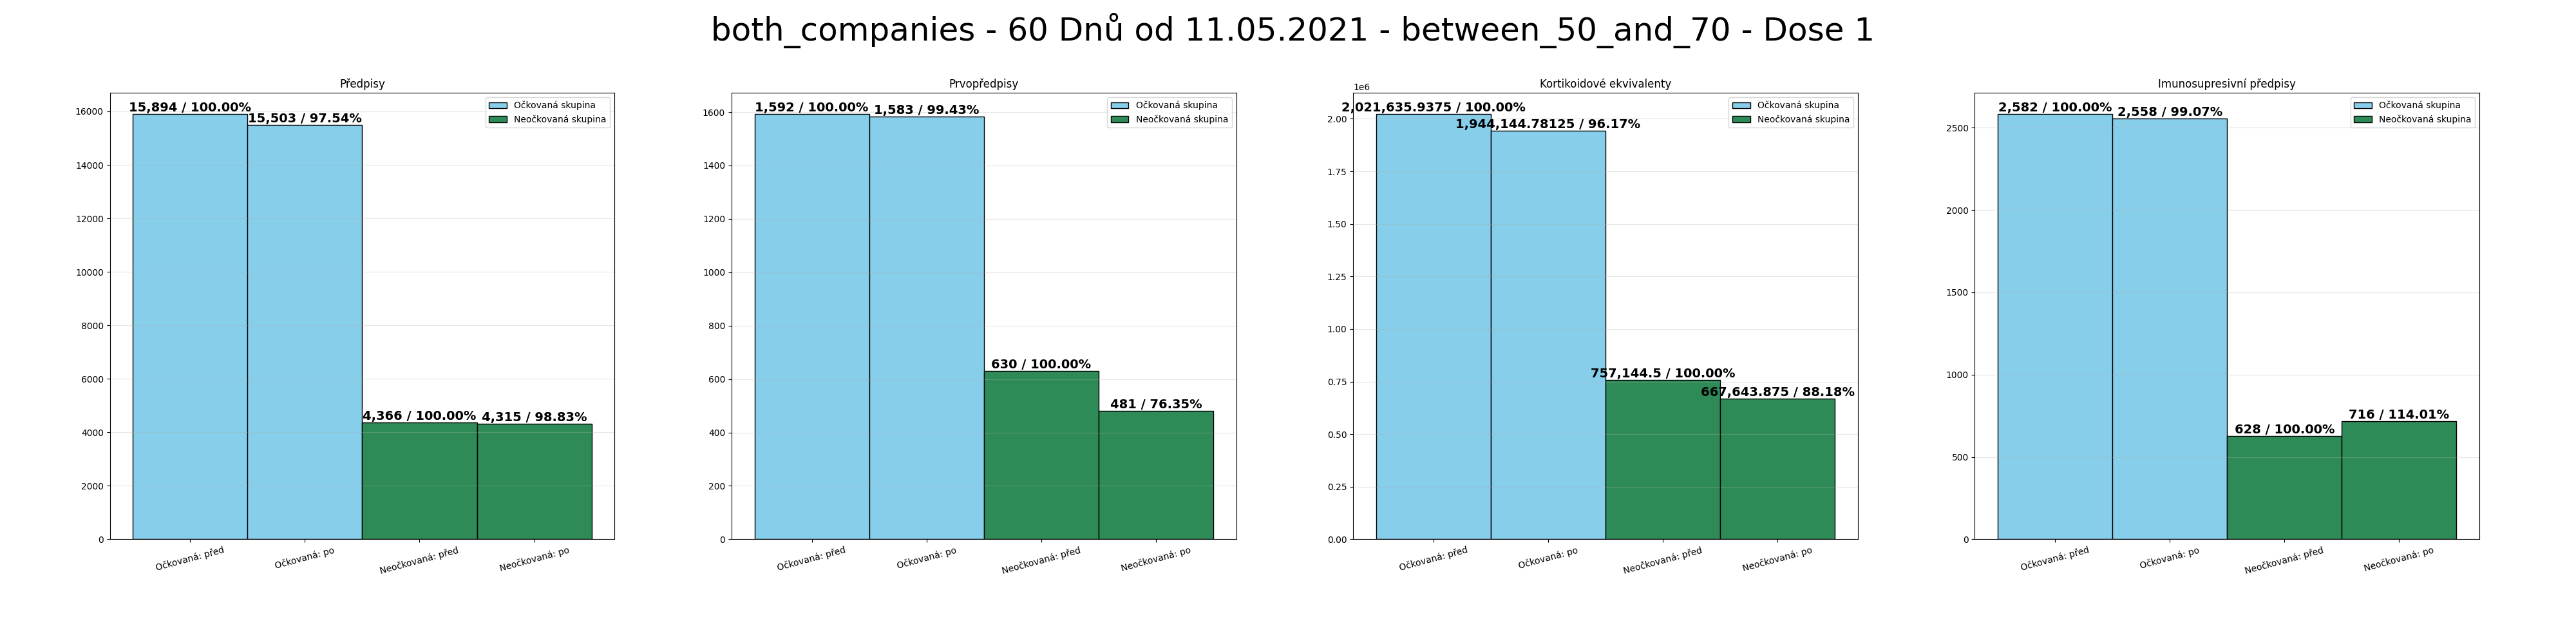 both_companies - 60 Dnů od 11.05.2021 - between_50_and_70 - Dose 1
Předpisy
15,894 / 100.00%
15,503 / 97.54%
4,366 / 100.00%
4,315 / 98.83%
Očkovaná skupina
Neočkovaná skupina
16000
14000
12000
10000
8000
6000
4000
2000
0
Očkovaná: před
Očkovaná: po
Neočkovaná: před
Neočkovaná: po
Prvopředpisy
1,592 / 100.00%
1,583 / 99.43%
630 / 100.00%
481 / 76.35%
Očkovaná skupina
Neočkovaná skupina
1600
1400
1200
1000
800
600
400
200
0
Očkovaná: před
Očkovaná: po
Neočkovaná: před
Neočkovaná: po
Kortikoidové ekvivalenty
1e6
2,021,635.9375 / 100.00%
1,944,144.78125 / 96.17%
757,144.5 / 100.00%
667,643.875 / 88.18%
Očkovaná skupina
Neočkovaná skupina
2.00
1.75
1.50
1.25
1.00
0.75
0.50
0.25
0.00
Očkovaná: před
Očkovaná: po
Neočkovaná: před
Neočkovaná: po
Imunosupresivní předpisy
2,582 / 100.00%
2,558 / 99.07%
628 / 100.00%
716 / 114.01%
Očkovaná skupina
Neočkovaná skupina
2500
2000
1500
1000
500
0
Očkovaná: před
Očkovaná: po
Neočkovaná: před
Neočkovaná: po